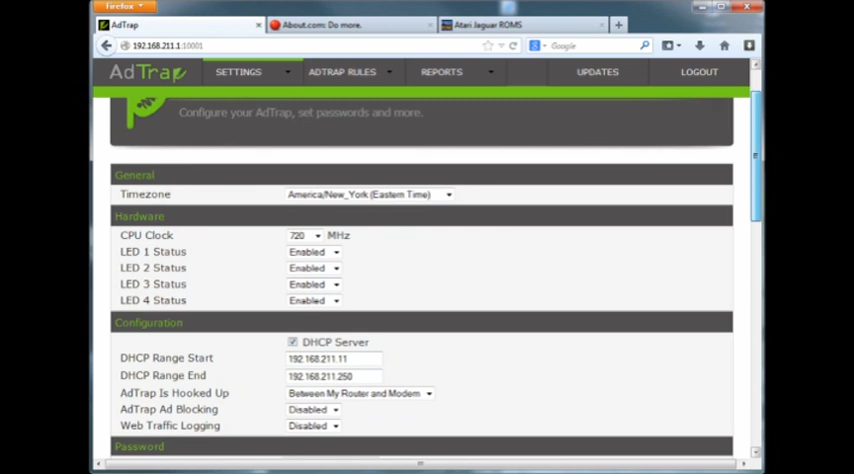 Firefox
AdTrap
About.com: Do more.
Atari Jaguar ROMS
192.168.211.1:10001
Google
AdTrap SETTINGS ADTRAP RULES REPORTS UPDATES LOGOUT
Configure your AdTrap, set passwords and more.
General
Timezone America/New_York (Eastern Time)
Hardware
CPU Clock 720 MHz
LED 1 Status Enabled
LED 2 Status Enabled
LED 3 Status Enabled
LED 4 Status Enabled
Configuration
DHCP Server
DHCP Range Start 192.168.211.11
DHCP Range End 192.168.211.250
AdTrap Is Hooked Up Between My Router and Modem
AdTrap Ad Blocking Disabled
Web Traffic Logging Disabled
Password